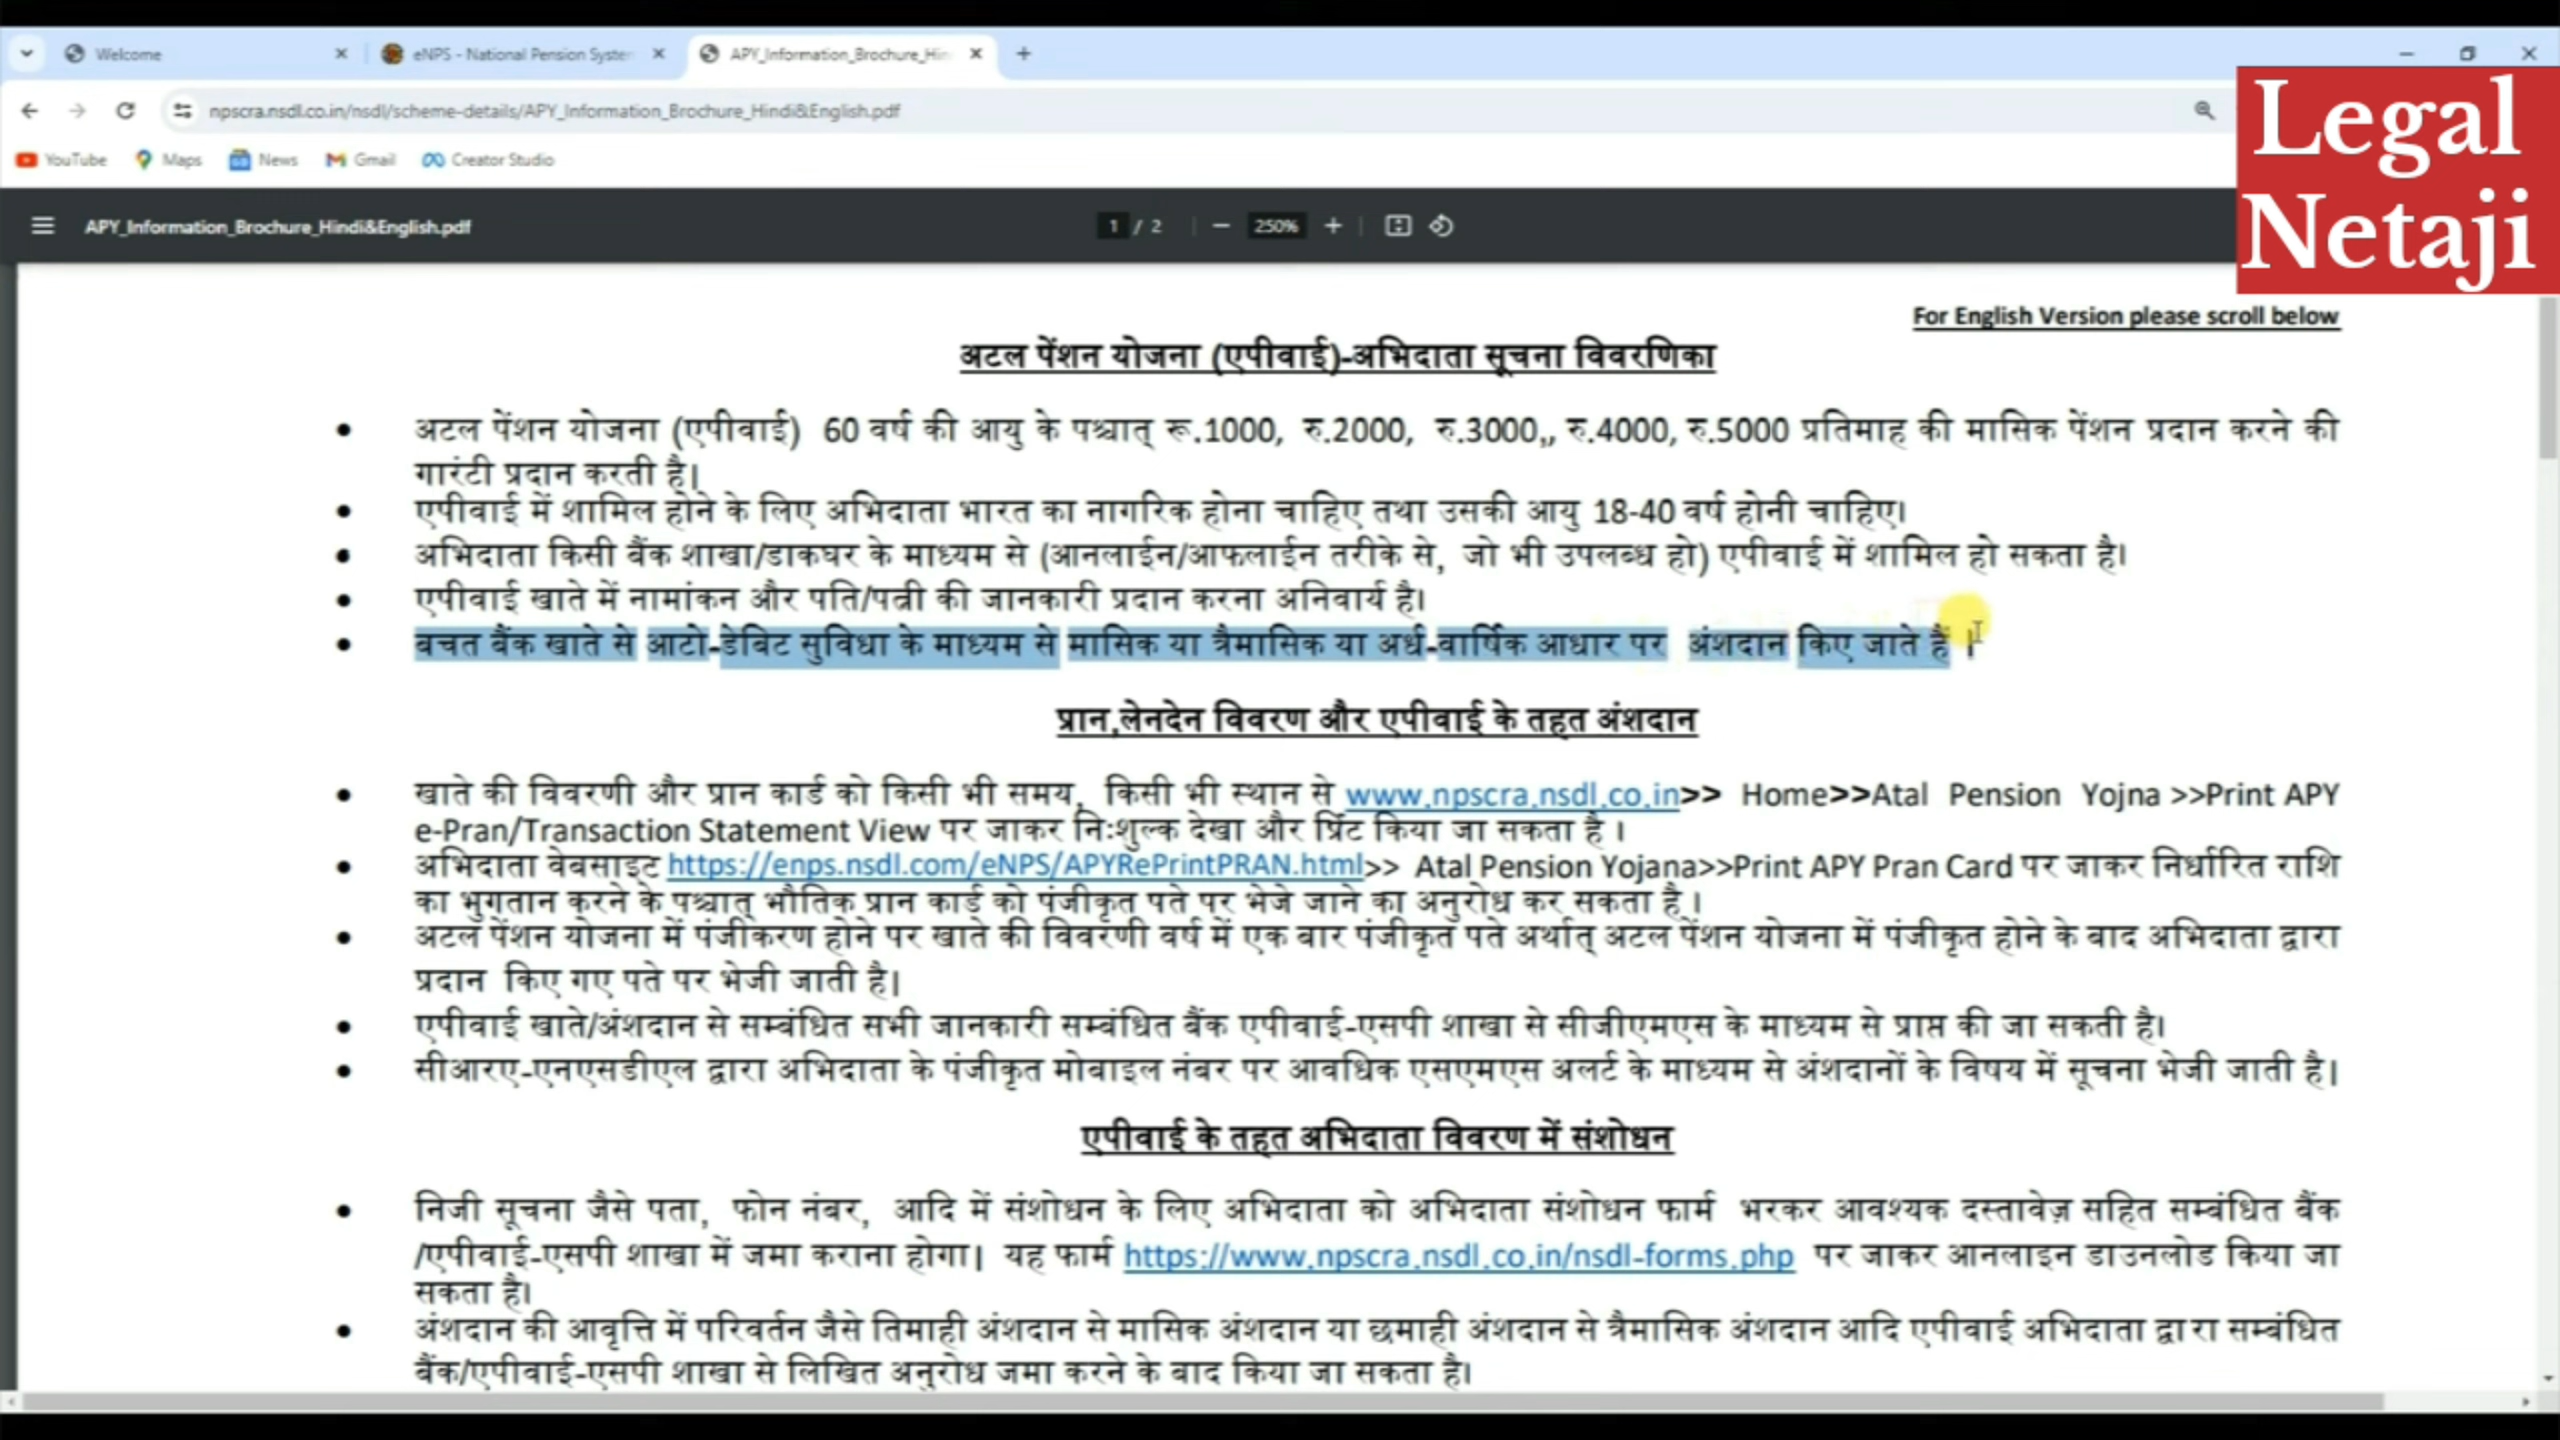 Welcome
eNPS - National Pension System
APY_Information_Brochure_Hin
npscra.nsdl.co.in/nsdl/scheme-details/APY_Information_Brochure_Hindi&English.pdf
YouTube Maps News Gmail Creator Studio
Legal
Netaji
APY_Information_Brochure_Hindi&English.pdf 1 / 2 250%
For English Version please scroll below
अटल पेंशन योजना (एपीवाई)-अभिदाता सूचना विवरणिका
• अटल पेंशन योजना (एपीवाई) 60 वर्ष की आयु के पश्चात् रू.1000, रु.2000, रु.3000,, रु.4000, रु.5000 प्रतिमाह की मासिक पेंशन प्रदान करने की
गारंटी प्रदान करती है।
• एपीवाई में शामिल होने के लिए अभिदाता भारत का नागरिक होना चाहिए तथा उसकी आयु 18-40 वर्ष होनी चाहिए।
• अभिदाता किसी बैंक शाखा/डाकघर के माध्यम से (आनलाईन/आफलाईन तरीके से, जो भी उपलब्ध हो) एपीवाई में शामिल हो सकता है।
• एपीवाई खाते में नामांकन और पति/पत्नी की जानकारी प्रदान करना अनिवार्य है।
• बचत बैंक खाते से आटो-डेबिट सुविधा के माध्यम से मासिक या त्रैमासिक या अर्ध-वार्षिक आधार पर अंशदान किए जाते हैं ।
प्रान,लेनदेन विवरण और एपीवाई के तहत अंशदान
• खाते की विवरणी और प्रान कार्ड को किसी भी समय, किसी भी स्थान से www.npscra.nsdl.co.in>> Home>>Atal Pension Yojna >>Print APY
e-Pran/Transaction Statement View पर जाकर निःशुल्क देखा और प्रिंट किया जा सकता है ।
• अभिदाता वेबसाइट https://enps.nsdl.com/eNPS/APYRePrintPRAN.html>> Atal Pension Yojana>>Print APY Pran Card पर जाकर निर्धारित राशि
का भुगतान करने के पश्चात् भौतिक प्रान कार्ड को पंजीकृत पते पर भेजे जाने का अनुरोध कर सकता है ।
• अटल पेंशन योजना में पंजीकरण होने पर खाते की विवरणी वर्ष में एक बार पंजीकृत पते अर्थात् अटल पेंशन योजना में पंजीकृत होने के बाद अभिदाता द्वारा
प्रदान किए गए पते पर भेजी जाती है।
• एपीवाई खाते/अंशदान से सम्बंधित सभी जानकारी सम्बंधित बैंक एपीवाई-एसपी शाखा से सीजीएमएस के माध्यम से प्राप्त की जा सकती है।
• सीआरए-एनएसडीएल द्वारा अभिदाता के पंजीकृत मोबाइल नंबर पर आवधिक एसएमएस अलर्ट के माध्यम से अंशदानों के विषय में सूचना भेजी जाती है।
एपीवाई के तहत अभिदाता विवरण में संशोधन
• निजी सूचना जैसे पता, फोन नंबर, आदि में संशोधन के लिए अभिदाता को अभिदाता संशोधन फार्म भरकर आवश्यक दस्तावेज़ सहित सम्बंधित बैंक
/एपीवाई-एसपी शाखा में जमा कराना होगा। यह फार्म https://www.npscra.nsdl.co.in/nsdl-forms.php पर जाकर आनलाइन डाउनलोड किया जा
सकता है।
• अंशदान की आवृत्ति में परिवर्तन जैसे तिमाही अंशदान से मासिक अंशदान या छमाही अंशदान से त्रैमासिक अंशदान आदि एपीवाई अभिदाता द्वारा सम्बंधित
बैंक/एपीवाई-एसपी शाखा से लिखित अनुरोध जमा करने के बाद किया जा सकता है।